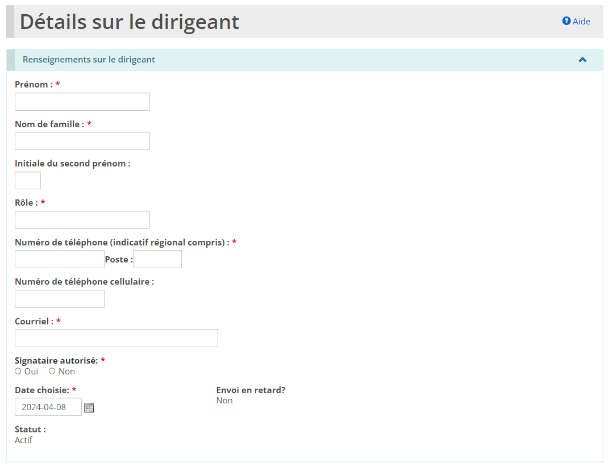 Détails sur le dirigeant
Aide
Renseignements sur le dirigeant
Prénom : *
Nom de famille : *
Initiale du second prénom :
Rôle : *
Numéro de téléphone (indicatif régional compris) : *
Poste :
Numéro de téléphone cellulaire :
Courriel : *
Signataire autorisé: *
Oui Non
Date choisie: * Envoi en retard?
2024-04-08 Non
Statut :
Actif